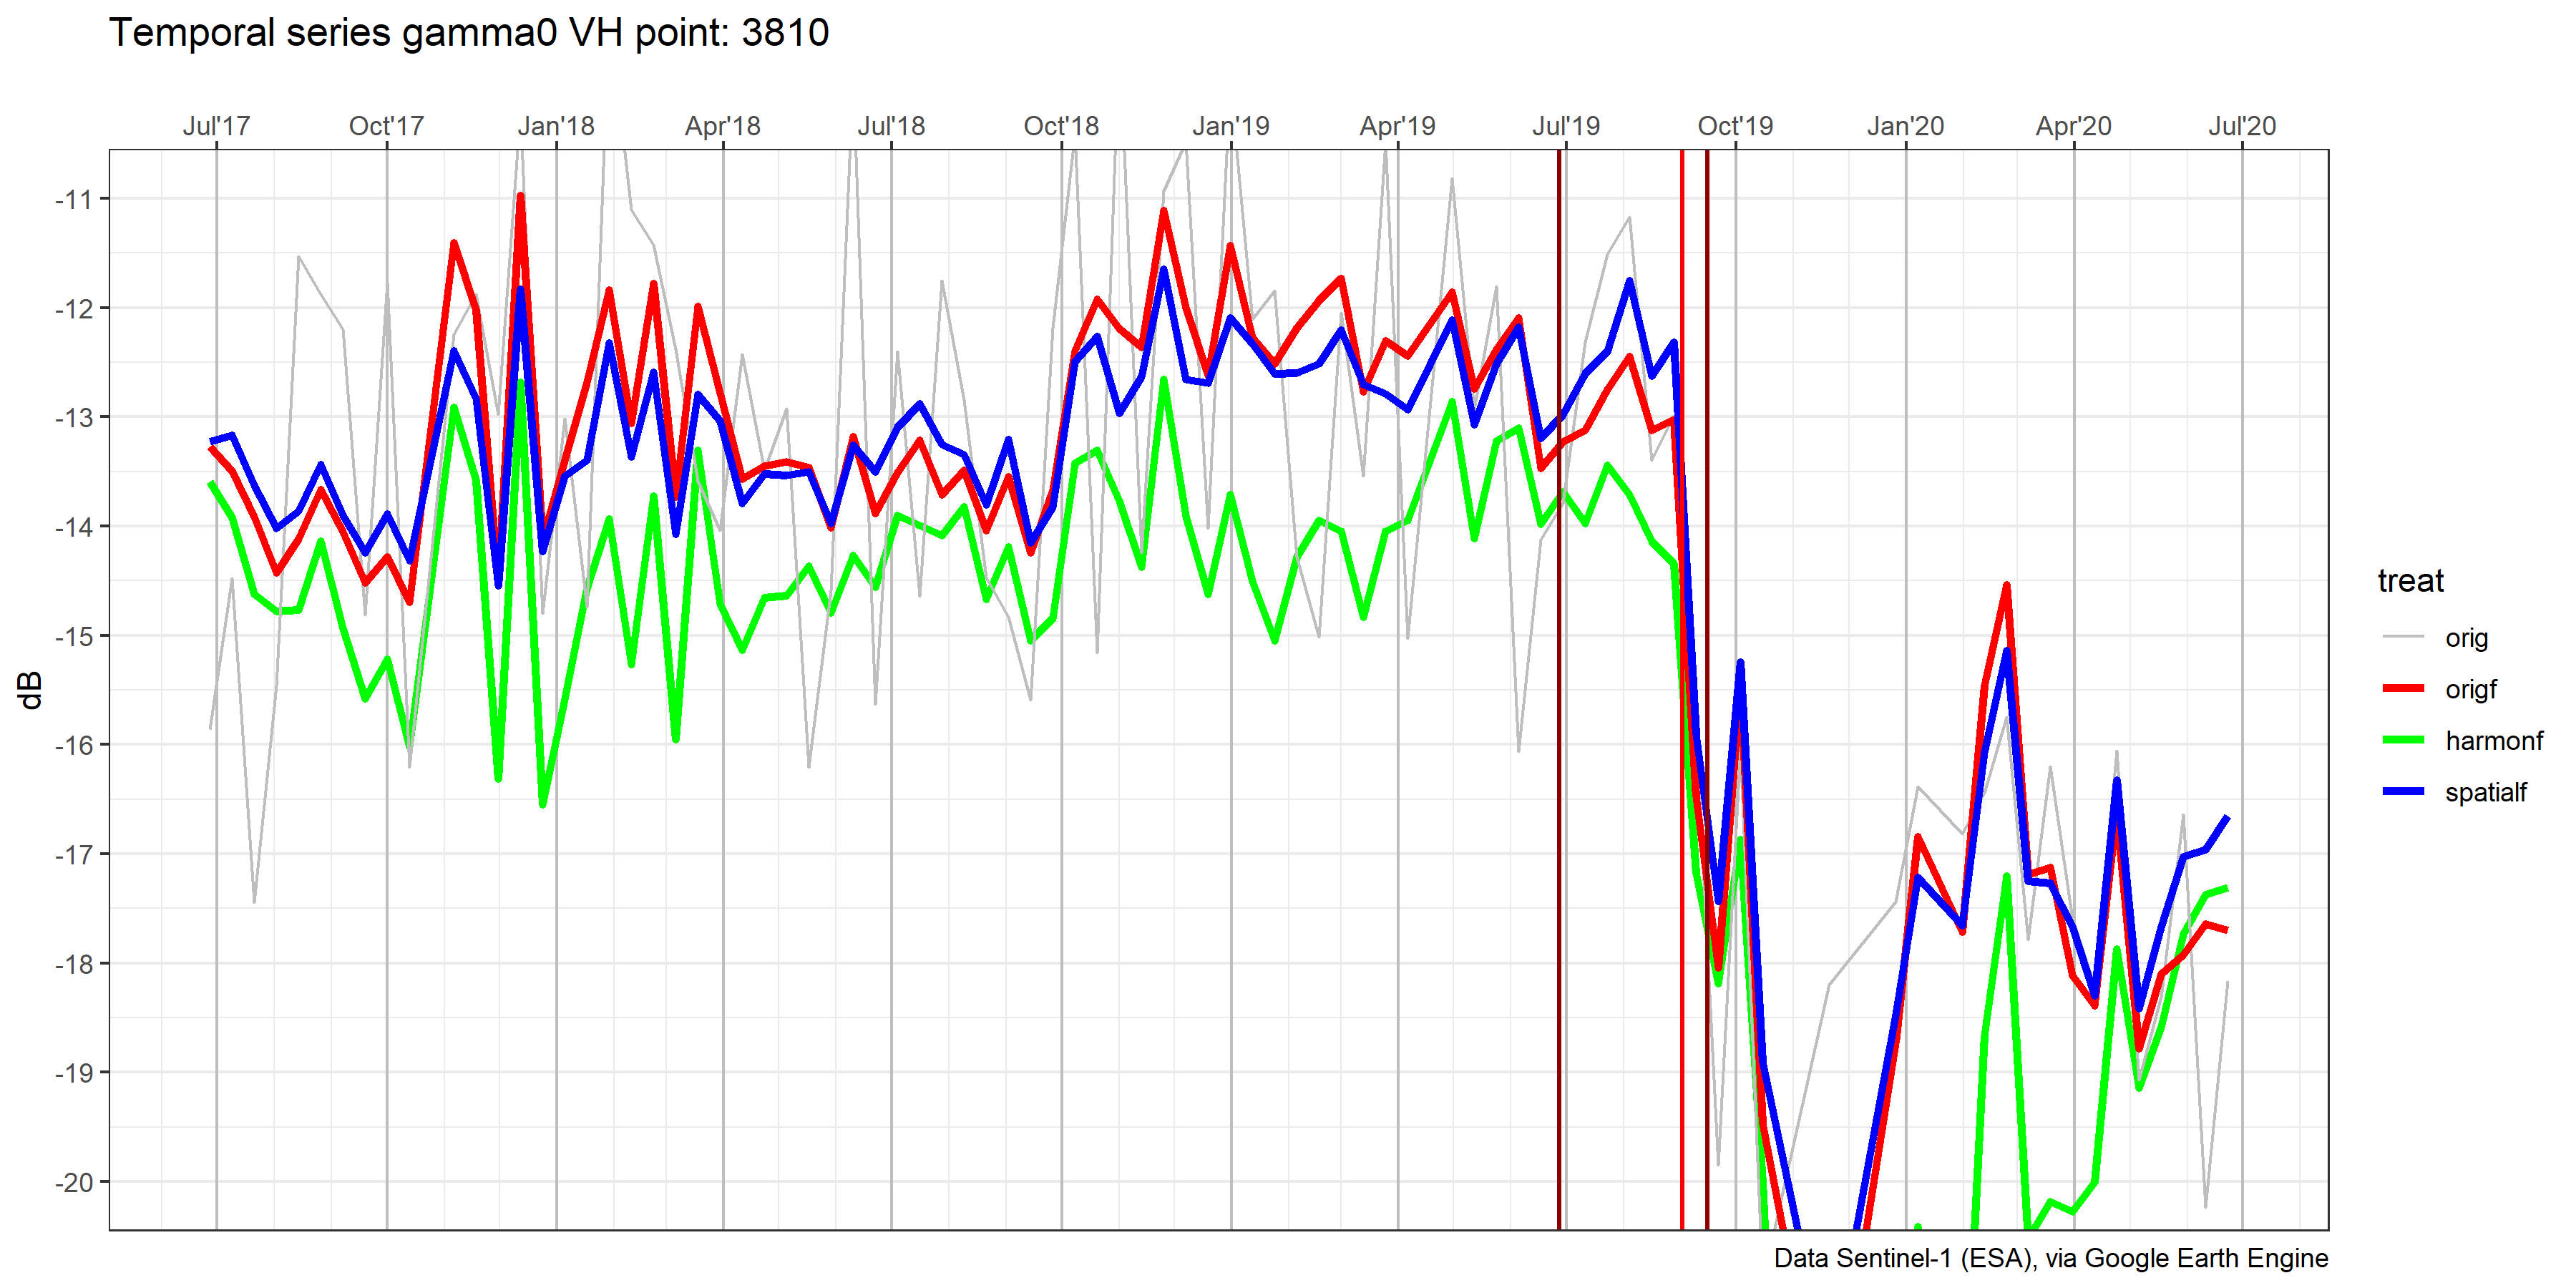 Temporal series gamma0 VH point: 3810
Jul'17 Oct'17 Jan'18 Apr'18 Jul'18 Oct'18 Jan'19 Apr'19 Jul'19 Oct'19 Jan'20 Apr'20 Jul'20
-11
-12
-13
-14
-15
-16
-17
-18
-19
-20
dB
treat
orig
origf
harmonf
spatialf
Data Sentinel-1 (ESA), via Google Earth Engine